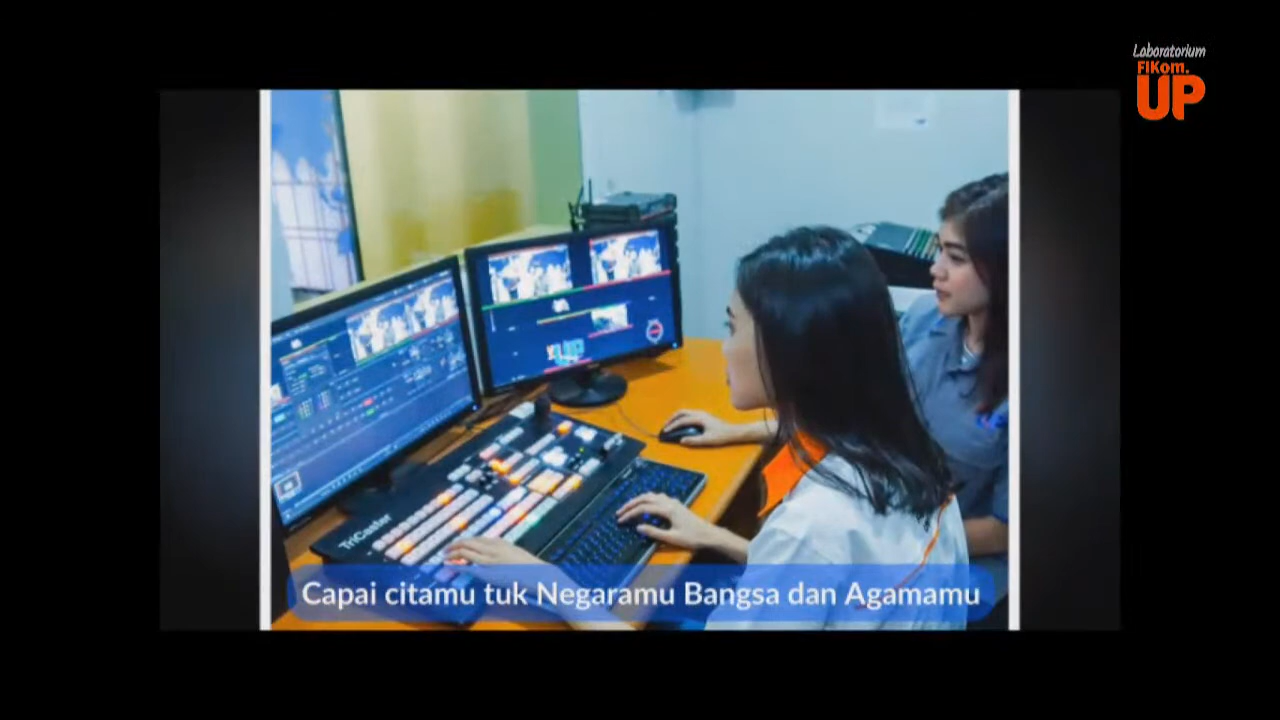 Laboratorium
FIKom.
UP
TriCaster
Capai citamu tuk Negaramu Bangsa dan Agamamu